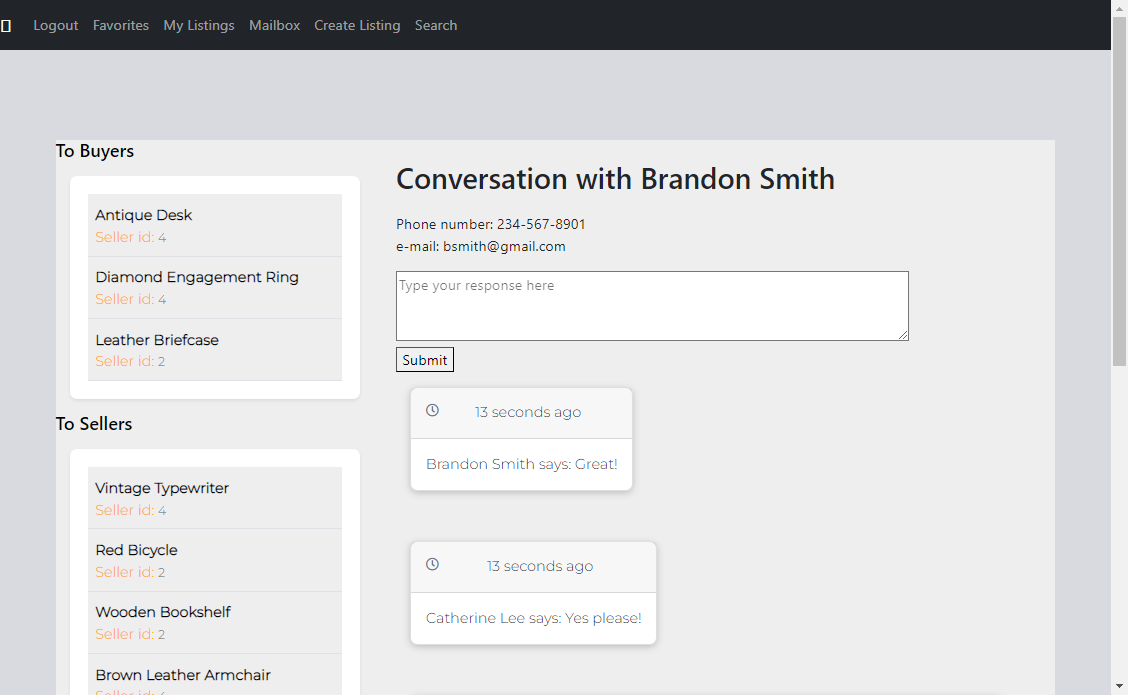 Logout Favorites My Listings Mailbox Create Listing Search
To Buyers
Antique Desk
Seller id: 4
Diamond Engagement Ring
Seller id: 4
Leather Briefcase
Seller id: 2
To Sellers
Vintage Typewriter
Seller id: 4
Red Bicycle
Seller id: 2
Wooden Bookshelf
Seller id: 2
Brown Leather Armchair
Seller id: 4
Conversation with Brandon Smith
Phone number: 234-567-8901
e-mail: bsmith@gmail.com
Type your response here
Submit
13 seconds ago
Brandon Smith says: Great!
13 seconds ago
Catherine Lee says: Yes please!